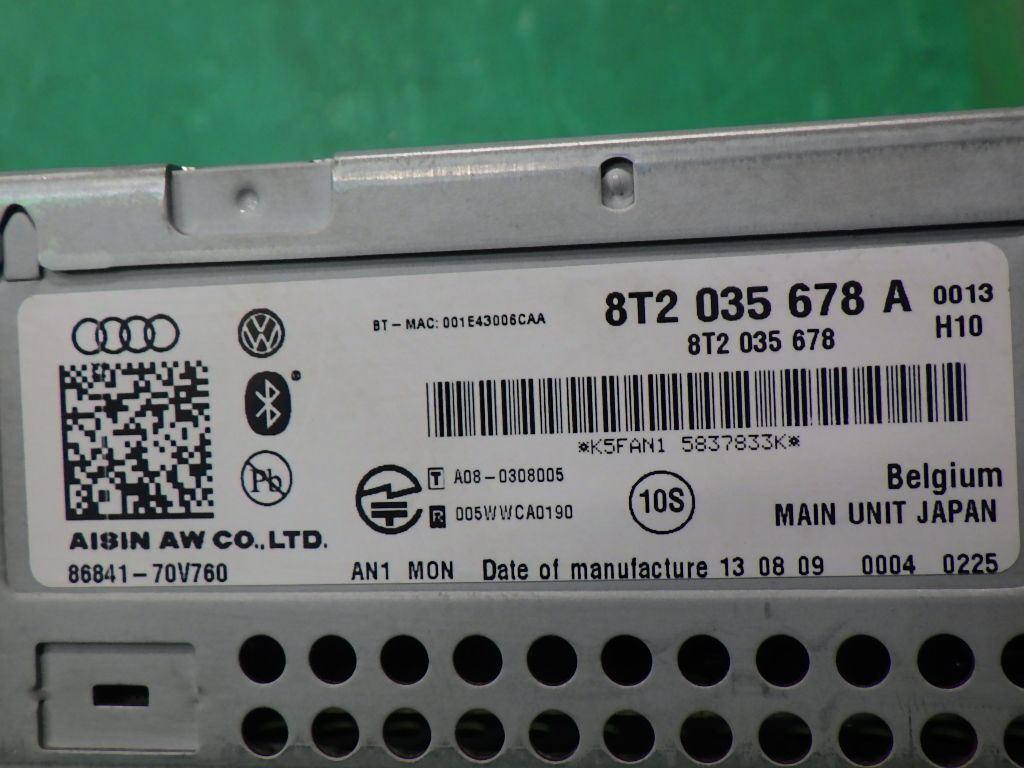 BT-MAC: 001E43006CAA
8T2 035 678 A
0013
8T2 035 678
H10
*K5FAN1 5837833K*
Pb
T A08-0308005
R 005WWCA0190
10S
Belgium
MAIN UNIT JAPAN
AISIN AW CO.,LTD.
86841-70V760
AN1 MON Date of manufacture 13 08 09 0004 0225